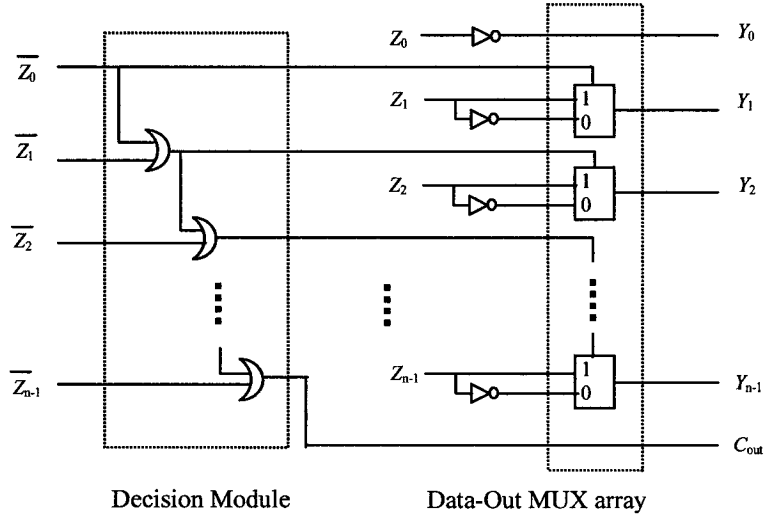 Z̅₀ Z₀ Y₀
Z₁ 1 0 Y₁
Z̅₁
Z₂ 1 0 Y₂
Z̅₂
Z̅ₙ₋₁ Zₙ₋₁ 1 0 Yₙ₋₁
C_out
Decision Module Data-Out MUX array